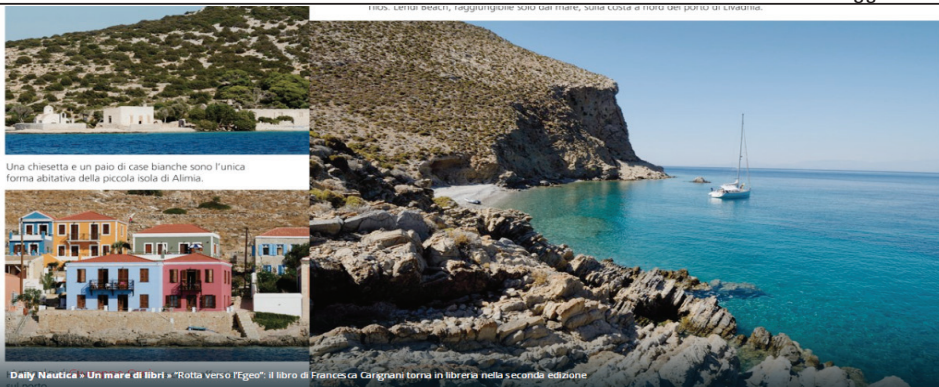 Tilos. Lendi Beach, raggiungibile solo dal mare, sulla costa a nord del porto di Livadhia.
Una chiesetta e un paio di case bianche sono l'unica
forma abitativa della piccola isola di Alimia.
Daily Nautica » Un mare di libri » "Rotta verso l'Egeo": il libro di Francesca Carignani torna in libreria nella seconda edizione